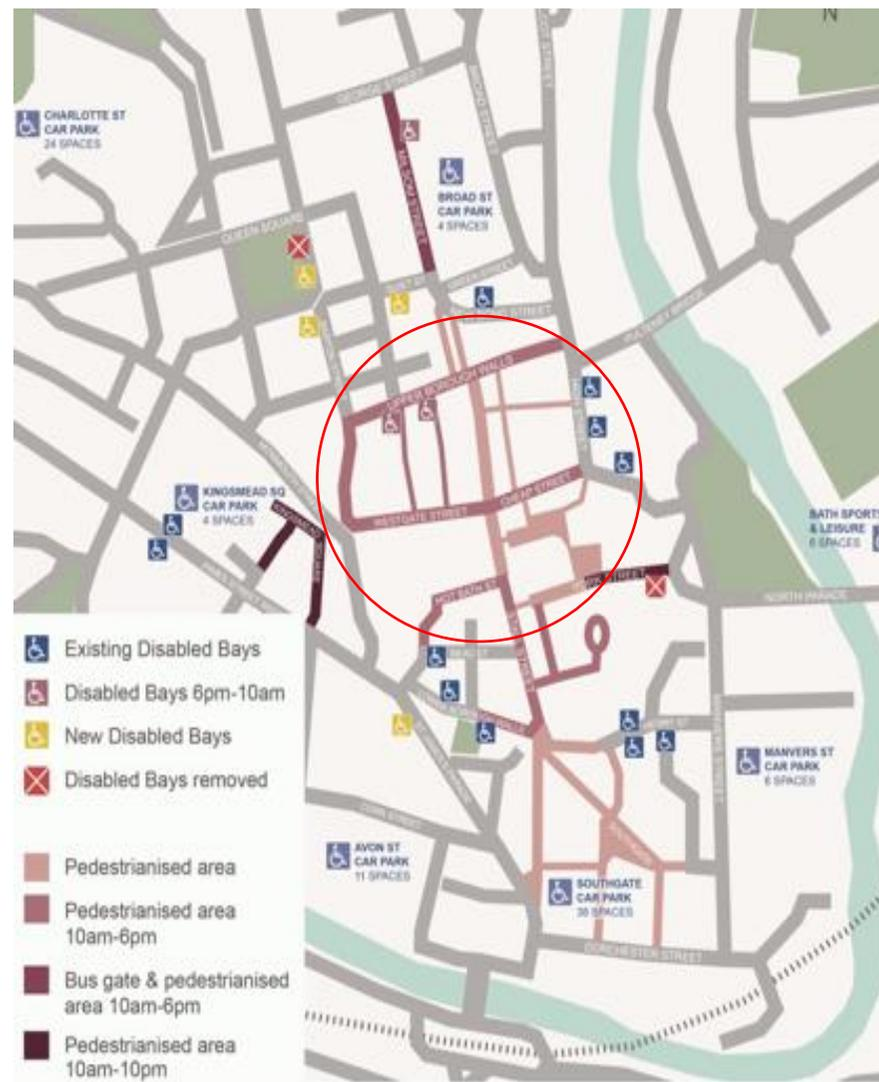 N
GEORGE STREET
BROAD STREET
CHARLOTTE ST
CAR PARK
24 SPACES
MILSOM STREET
BROAD ST
CAR PARK
4 SPACES
QUEEN SQUARE
GREEN STREET
PULTENEY BRIDGE
UPPER BOROUGH WALLS
KINGSMEAD SQ
CAR PARK
4 SPACES
CHEAP STREET
WESTGATE STREET
BATH SPORTS
& LEISURE
6 SPACES
HOT BATH ST
NORTH PARADE
Existing Disabled Bays
Disabled Bays 6pm-10am
New Disabled Bays
Disabled Bays removed
MANVERS ST
CAR PARK
6 SPACES
AVON ST
CAR PARK
11 SPACES
SOUTHGATE
CAR PARK
38 SPACES
DORCHESTER STREET
Pedestrianised area
Pedestrianised area
10am-6pm
Bus gate & pedestrianised
area 10am-6pm
Pedestrianised area
10am-10pm